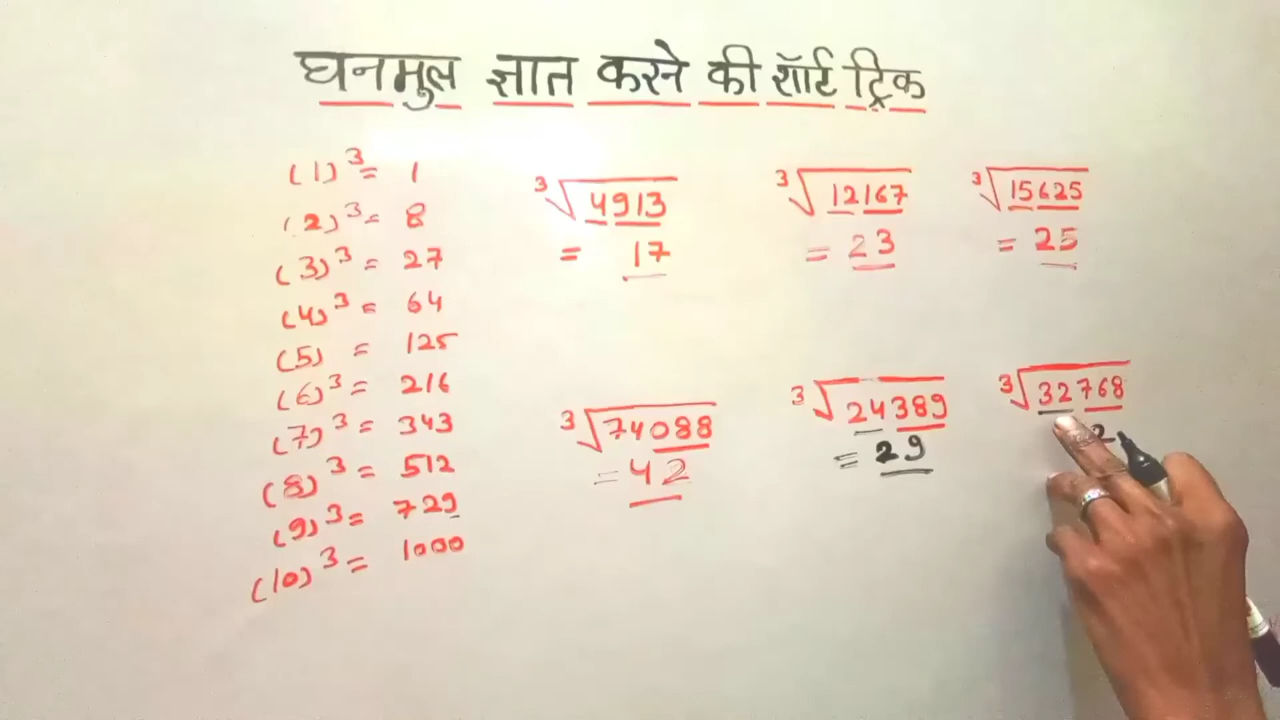 घनमुल ज्ञात करने की शॉर्ट ट्रिक
(1)³= 1
(2)³= 8
(3)³ = 27
(4)³ = 64
(5) = 125
(6)³ = 216
(7)³ = 343
(8)³ = 512
(9)³ = 729
(10)³ = 1000
³√4913
= 17
³√12167
= 23
³√15625
= 25
³√74088
= 42
³√24389
= 29
³√32768
2